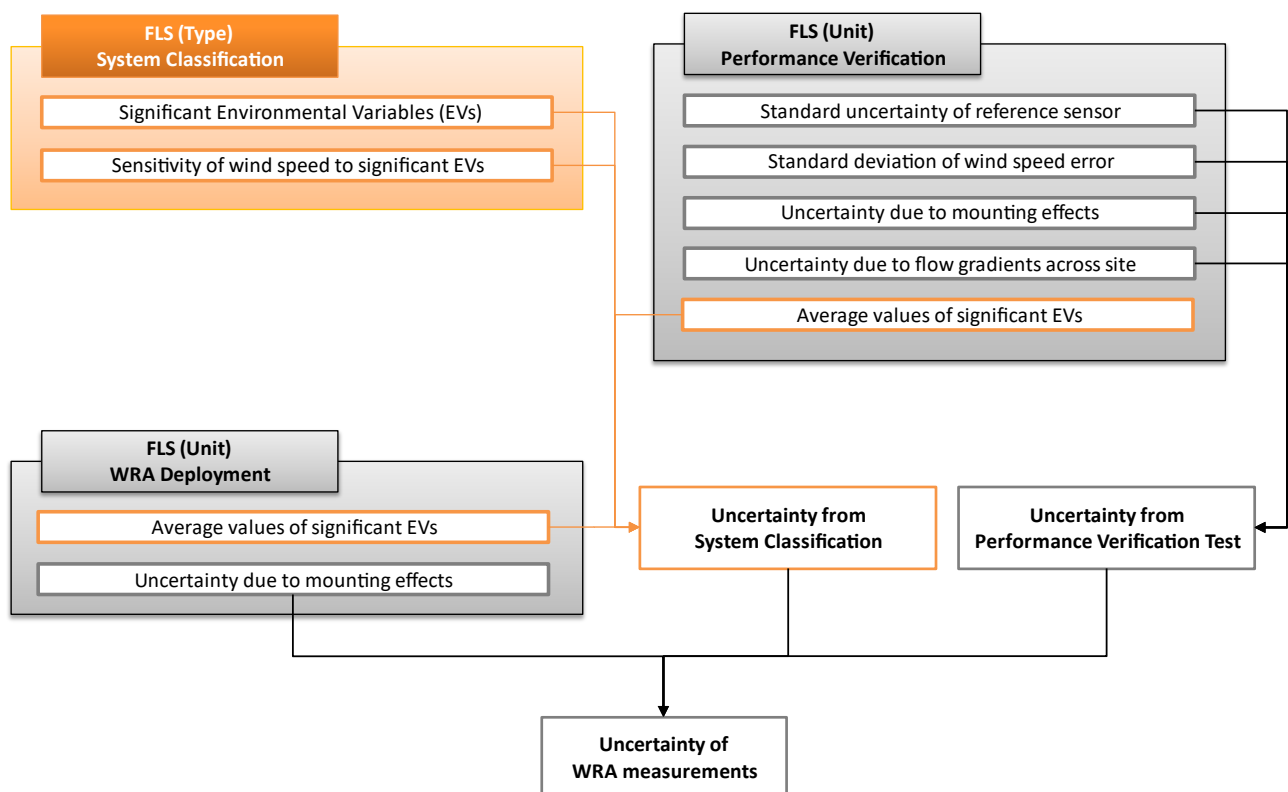 FLS (Type)
System Classification
Significant Environmental Variables (EVs)
Sensitivity of wind speed to significant EVs
FLS (Unit)
Performance Verification
Standard uncertainty of reference sensor
Standard deviation of wind speed error
Uncertainty due to mounting effects
Uncertainty due to flow gradients across site
Average values of significant EVs
FLS (Unit)
WRA Deployment
Average values of significant EVs
Uncertainty due to mounting effects
Uncertainty from
System Classification
Uncertainty from
Performance Verification Test
Uncertainty of
WRA measurements